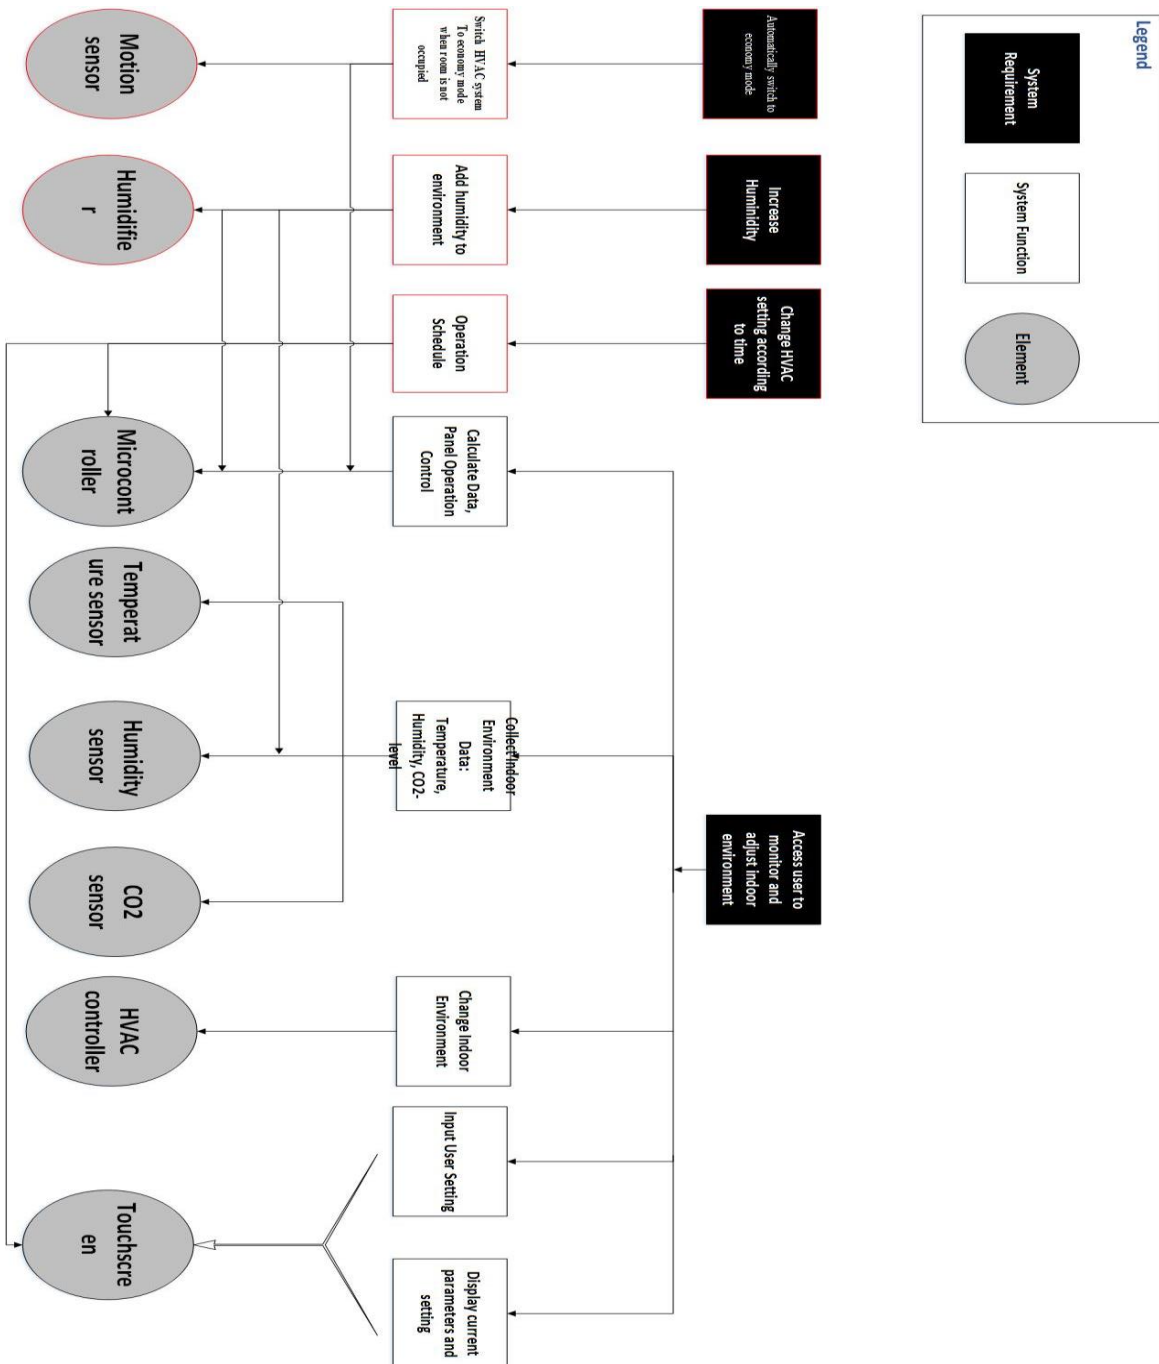 Legend
System
Requirement
System Function
Element
Automatically switch to
economy mode
Increase
Huminidity
Change HVAC
setting according
to time
Access user to
monitor and
adjust indoor
environment
Switch HVAC system
To economy mode
when room is not
occupied
Add humidity to
environment
Operation
Schedule
Calculate Data,
Panel Operation
Control
Collect Indoor
Environment
Data:
Temperature,
Humidity, CO2-
level
Change Indoor
Environment
Input User Setting
Display current
parameters and
setting
Motion
sensor
Humidifie
r
Microcont
roller
Temperat
ure sensor
Humidity
sensor
CO2
sensor
HVAC
controller
Touchscre
en